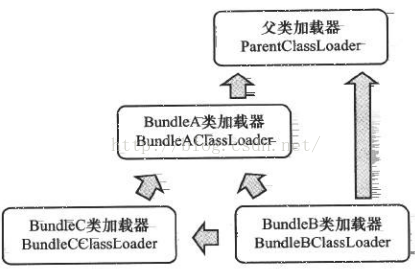 父类加载器
ParentClassLoader
BundleA类加载器
BundleAClassLoader
http://blog.csdn.net/
BundleC类加载器
BundleCClassLoader
BundleB类加载器
BundleBClassLoader